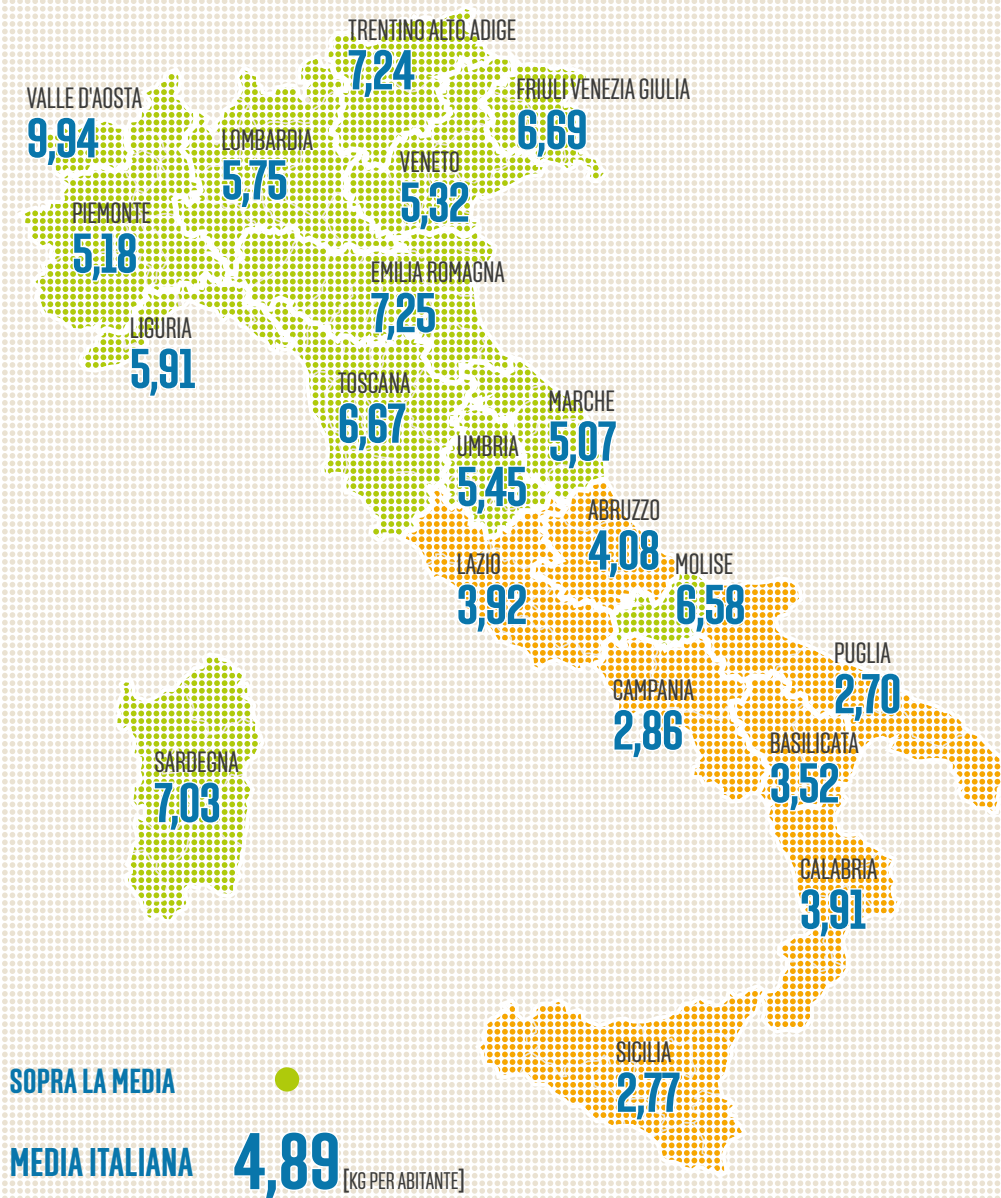 TRENTINO ALTO ADIGE
7,24
VALLE D'AOSTA
9,94
FRIULI VENEZIA GIULIA
6,69
LOMBARDIA
5,75
VENETO
5,32
PIEMONTE
5,18
EMILIA ROMAGNA
7,25
LIGURIA
5,91
TOSCANA
6,67
MARCHE
5,07
UMBRIA
5,45
ABRUZZO
4,08
LAZIO
3,92
MOLISE
6,58
PUGLIA
2,70
CAMPANIA
2,86
BASILICATA
3,52
SARDEGNA
7,03
CALABRIA
3,91
SICILIA
2,77
SOPRA LA MEDIA
MEDIA ITALIANA 4,89 [KG PER ABITANTE]